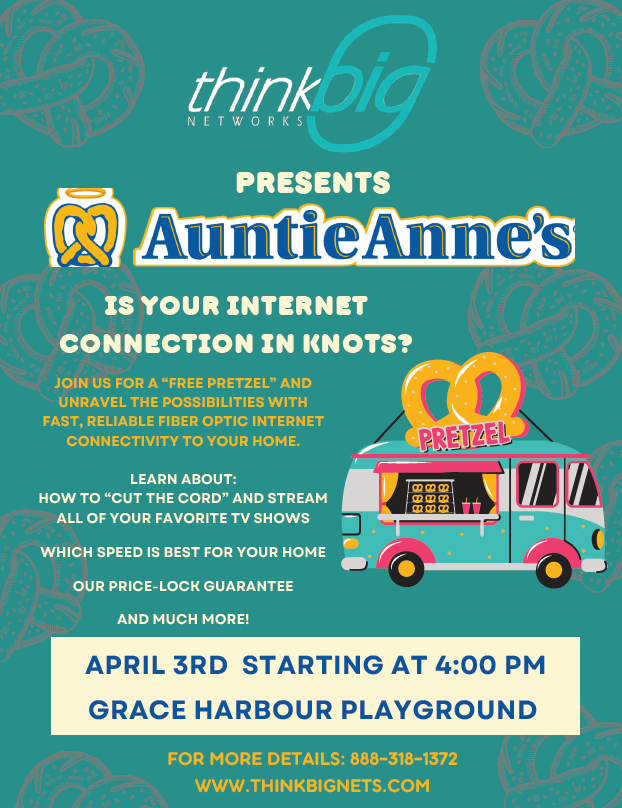 thinkbig
NETWORKS
PRESENTS
AuntieAnne's
IS YOUR INTERNET
CONNECTION IN KNOTS?
JOIN US FOR A “FREE PRETZEL” AND
UNRAVEL THE POSSIBILITIES WITH
FAST, RELIABLE FIBER OPTIC INTERNET
CONNECTIVITY TO YOUR HOME.
LEARN ABOUT:
HOW TO “CUT THE CORD” AND STREAM
ALL OF YOUR FAVORITE TV SHOWS
WHICH SPEED IS BEST FOR YOUR HOME
OUR PRICE-LOCK GUARANTEE
AND MUCH MORE!
PRETZEL
APRIL 3RD STARTING AT 4:00 PM
GRACE HARBOUR PLAYGROUND
FOR MORE DETAILS: 888-318-1372
WWW.THINKBIGNETS.COM